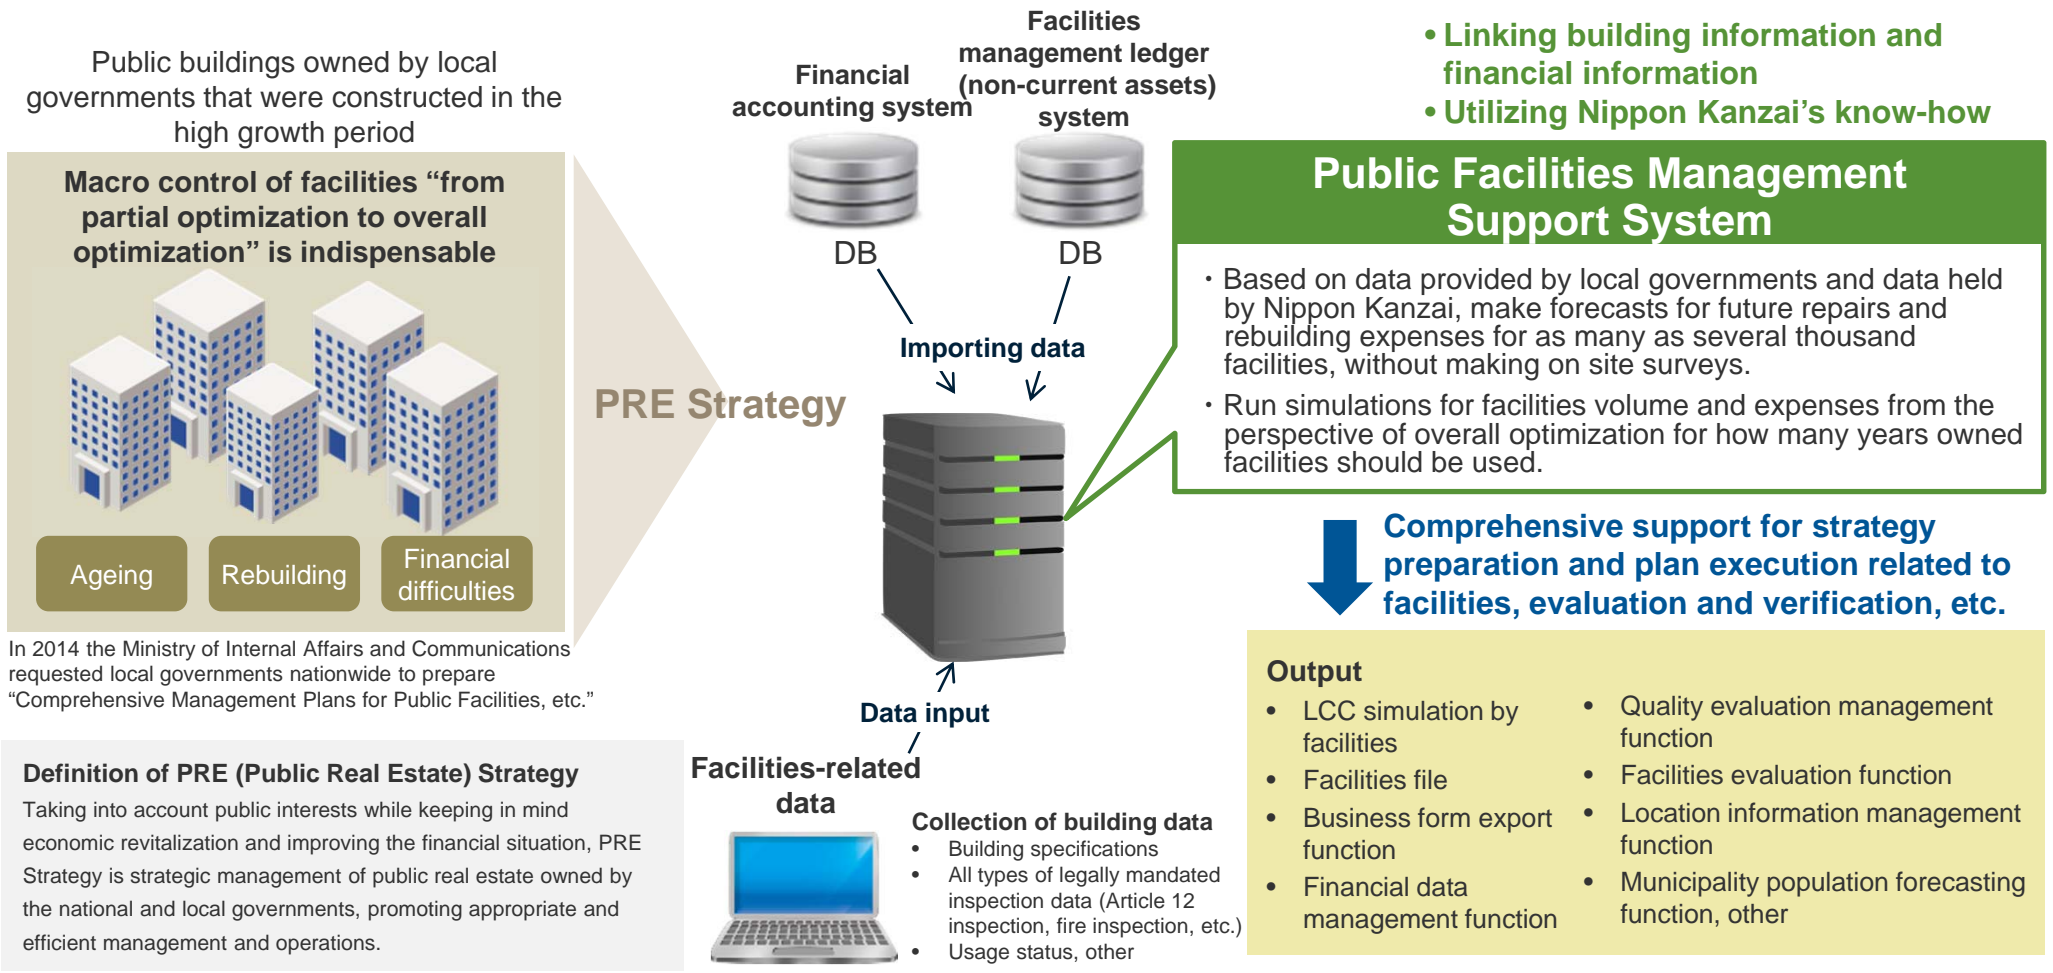 Public buildings owned by local
governments that were constructed in the
high growth period
Macro control of facilities “from
partial optimization to overall
optimization” is indispensable
Ageing
Rebuilding
Financial
difficulties
In 2014 the Ministry of Internal Affairs and Communications
requested local governments nationwide to prepare
“Comprehensive Management Plans for Public Facilities, etc.”
Definition of PRE (Public Real Estate) Strategy
Taking into account public interests while keeping in mind
economic revitalization and improving the financial situation, PRE
Strategy is strategic management of public real estate owned by
the national and local governments, promoting appropriate and
efficient management and operations.
PRE Strategy
Financial
accounting system
DB
Facilities
management ledger
(non-current assets)
system
DB
Importing data
Data input
Facilities-related
data
Collection of building data
• Building specifications
• All types of legally mandated
inspection data (Article 12
inspection, fire inspection, etc.)
• Usage status, other
• Linking building information and
financial information
• Utilizing Nippon Kanzai’s know-how
Public Facilities Management
Support System
・Based on data provided by local governments and data held
by Nippon Kanzai, make forecasts for future repairs and
rebuilding expenses for as many as several thousand
facilities, without making on site surveys.
・Run simulations for facilities volume and expenses from the
perspective of overall optimization for how many years owned
facilities should be used.
Comprehensive support for strategy
preparation and plan execution related to
facilities, evaluation and verification, etc.
Output
• LCC simulation by
facilities
• Facilities file
• Business form export
function
• Financial data
management function
• Quality evaluation management
function
• Facilities evaluation function
• Location information management
function
• Municipality population forecasting
function, other